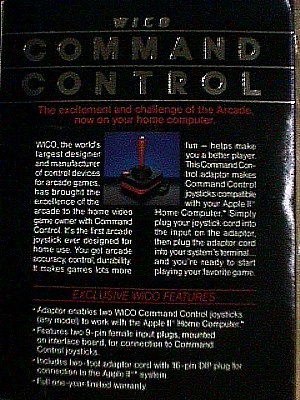 WICO
COMMAND
CONTROL
The excitement and challenge of the Arcade,
now on your home computer.
WICO, the world's
largest designer
and manufacturer
of control devices
for arcade games,
has brought the
excellence of the
arcade to the home video
game owner with Command
Control. It's the first arcade
joystick ever designed for
home use. You get arcade
accuracy, control, durability.
It makes games lots more
fun – helps make
you a better player.
This Command Con-
trol adaptor makes
Command Control
joysticks compatible
with your Apple II®
Home Computer.* Simply
plug your joystick cord into
the input on the adaptor,
then plug the adaptor cord
into your system's terminal...
and you're ready to start
playing your favorite game.
EXCLUSIVE WICO FEATURES
• Adaptor enables two WICO Command Control joysticks
(any model) to work with the Apple II® Home Computer.*
• Features two 9-pin female input plugs, mounted
on interface board, for connection to Command
Control joysticks.
• Includes two-foot adaptor cord with 16-pin DIP plug for
connection to the Apple II® system.
• Full one-year limited warranty.